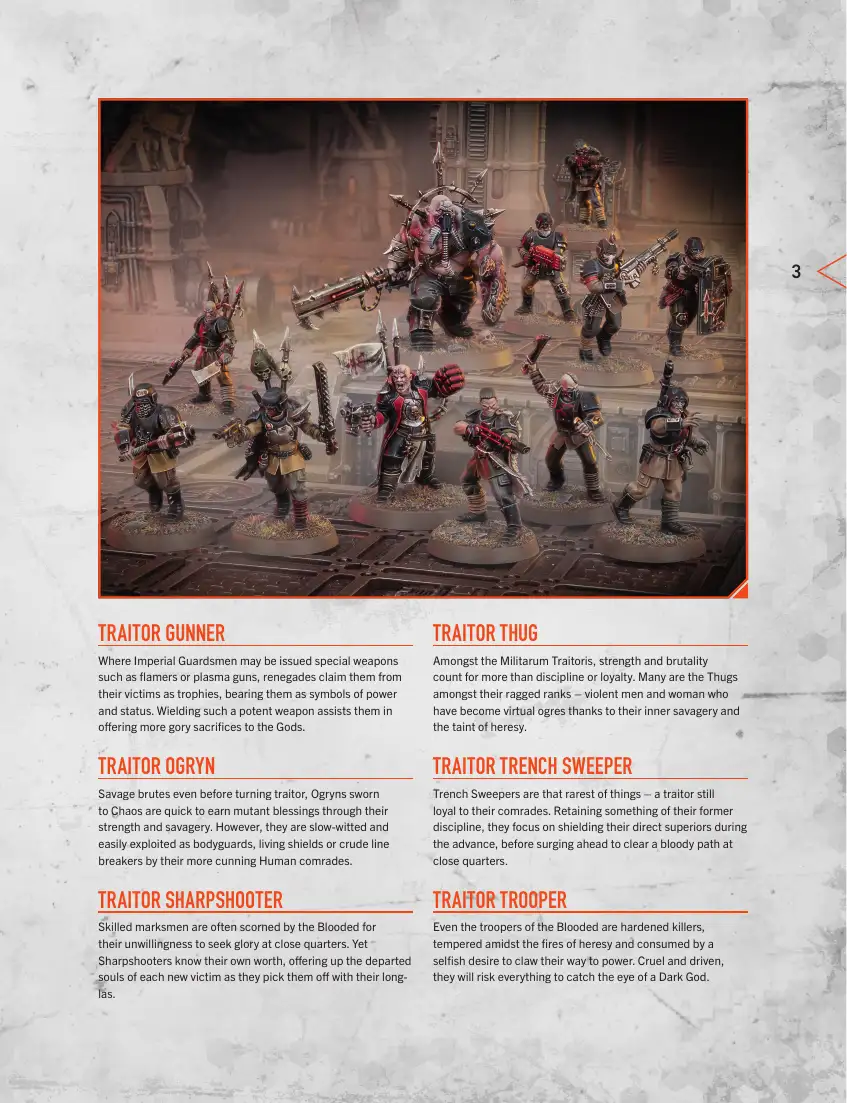 3
TRAITOR GUNNER
Where Imperial Guardsmen may be issued special weapons
such as flamers or plasma guns, renegades claim them from
their victims as trophies, bearing them as symbols of power
and status. Wielding such a potent weapon assists them in
offering more gory sacrifices to the Gods.
TRAITOR OGRYN
Savage brutes even before turning traitor, Ogryns sworn
to Chaos are quick to earn mutant blessings through their
strength and savagery. However, they are slow-witted and
easily exploited as bodyguards, living shields or crude line
breakers by their more cunning Human comrades.
TRAITOR SHARPSHOOTER
Skilled marksmen are often scorned by the Blooded for
their unwillingness to seek glory at close quarters. Yet
Sharpshooters know their own worth, offering up the departed
souls of each new victim as they pick them off with their long-
las.
TRAITOR THUG
Amongst the Militarum Traitoris, strength and brutality
count for more than discipline or loyalty. Many are the Thugs
amongst their ragged ranks – violent men and woman who
have become virtual ogres thanks to their inner savagery and
the taint of heresy.
TRAITOR TRENCH SWEEPER
Trench Sweepers are that rarest of things – a traitor still
loyal to their comrades. Retaining something of their former
discipline, they focus on shielding their direct superiors during
the advance, before surging ahead to clear a bloody path at
close quarters.
TRAITOR TROOPER
Even the troopers of the Blooded are hardened killers,
tempered amidst the fires of heresy and consumed by a
selfish desire to claw their way to power. Cruel and driven,
they will risk everything to catch the eye of a Dark God.